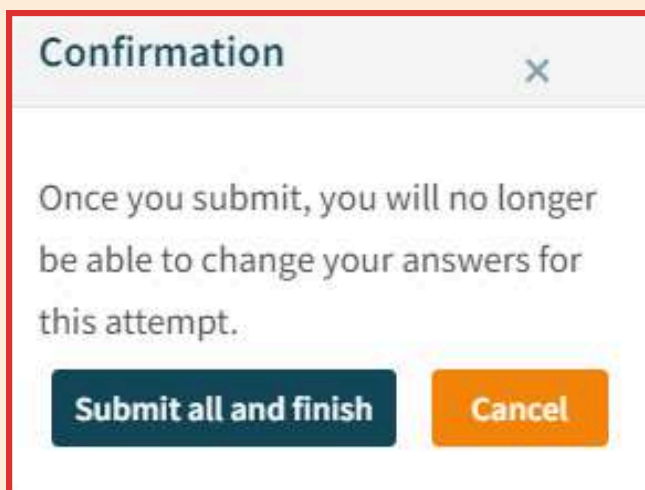 Confirmation ×
Once you submit, you will no longer
be able to change your answers for
this attempt.
Submit all and finish Cancel